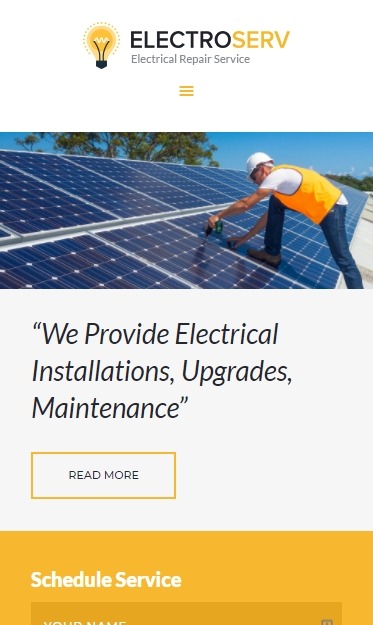 ELECTROSERV
Electrical Repair Service
“We Provide Electrical
Installations, Upgrades,
Maintenance”
READ MORE
Schedule Service
YOUR NAME